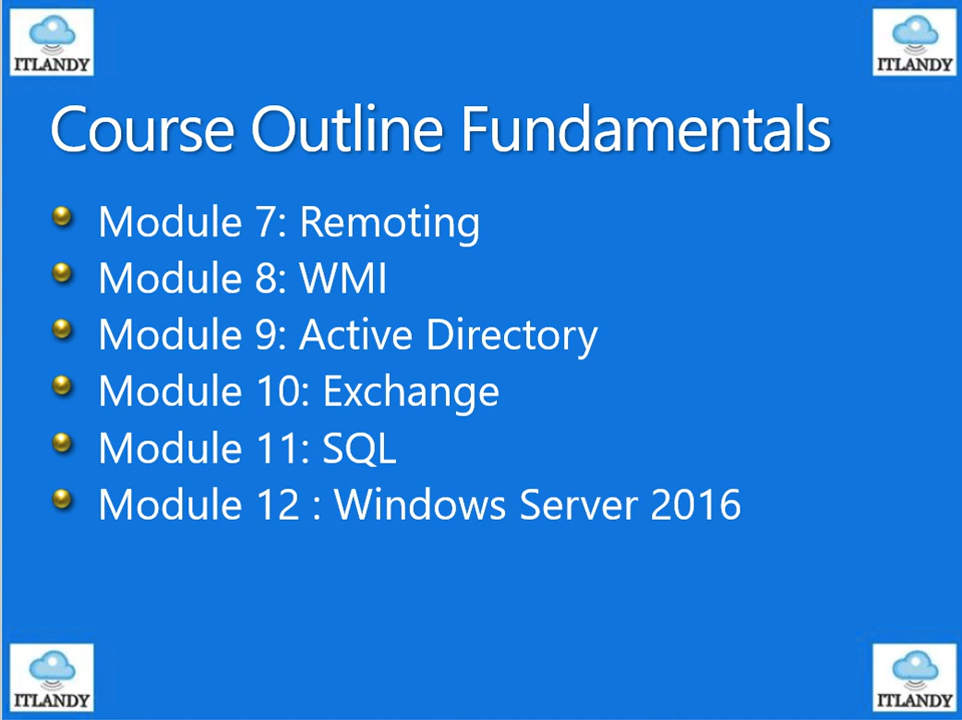 ITLANDY
ITLANDY
Course Outline Fundamentals
Module 7: Remoting
Module 8: WMI
Module 9: Active Directory
Module 10: Exchange
Module 11: SQL
Module 12 : Windows Server 2016
ITLANDY
ITLANDY